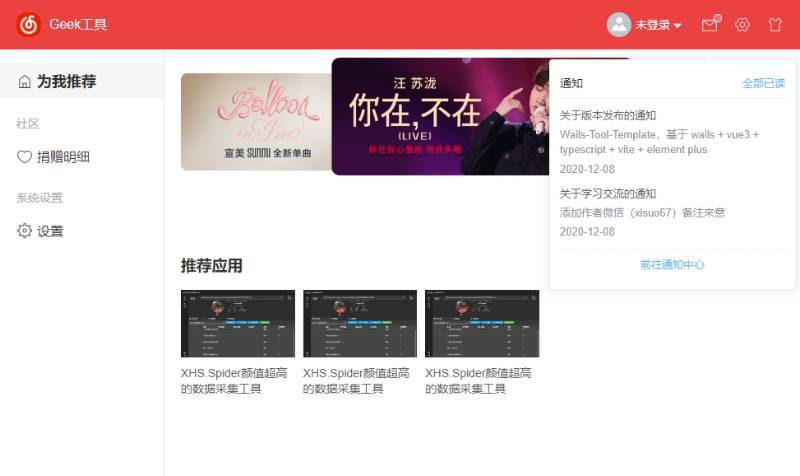 Geek工具
未登录
为我推荐
社区
捐赠明细
系统设置
设置
Balloon
in Love
宣美 SUNMI 全新单曲
汪 苏泷
你在,不在
(LIVE)
你在我心里面 陪我失眠
通知
全部已读
关于版本发布的通知
Wails-Tool-Template，基于 wails + vue3 +
typescript + vite + element plus
2020-12-08
关于学习交流的通知
添加作者微信（xisuo67）备注来意
2020-12-08
前往通知中心
推荐应用
XHS.Spider颜值超高
的数据采集工具
XHS.Spider颜值超高
的数据采集工具
XHS.Spider颜值超高
的数据采集工具